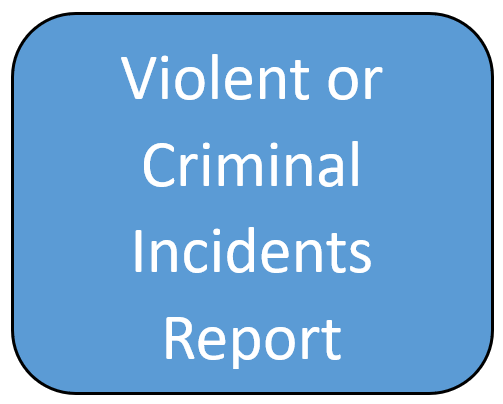 Violent or
Criminal
Incidents
Report